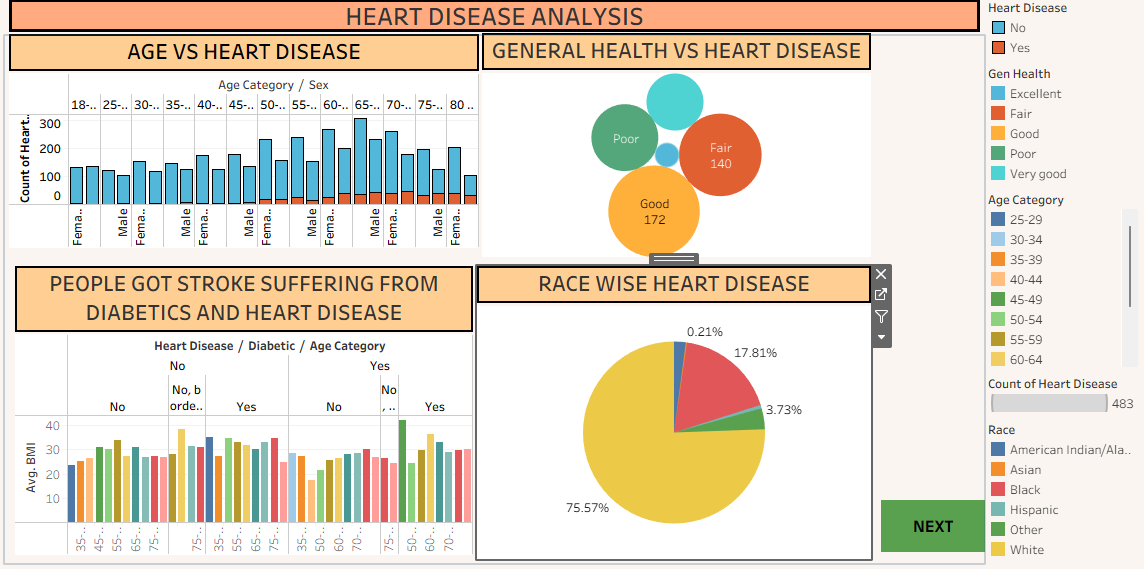 HEART DISEASE ANALYSIS
AGE VS HEART DISEASE
Age Category / Sex
18-.. 25-.. 30-.. 35-.. 40-.. 45-.. 50-.. 55-.. 60-.. 65-.. 70-.. 75-.. 80 ..
Count of Heart..
300
200
100
0
Fema.. Male Fema.. Male Fema.. Male Fema.. Male Fema.. Male Fema.. Male Fema..
GENERAL HEALTH VS HEART DISEASE
Poor
Fair
140
Good
172
PEOPLE GOT STROKE SUFFERING FROM
DIABETICS AND HEART DISEASE
Heart Disease / Diabetic / Age Category
No Yes
No No, b
orde.. Yes No No
, .. Yes
Avg. BMI
40
30
20
10
35-.. 45-.. 55-.. 65-.. 75-.. 75-.. 35-.. 55-.. 65-.. 75-.. 35-.. 50-.. 60-.. 70-.. 75-.. 50-.. 60-.. 70-..
RACE WISE HEART DISEASE
0.21%
17.81%
3.73%
75.57%
NEXT
Heart Disease
No
Yes
Gen Health
Excellent
Fair
Good
Poor
Very good
Age Category
25-29
30-34
35-39
40-44
45-49
50-54
55-59
60-64
Count of Heart Disease
483
Race
American Indian/Ala..
Asian
Black
Hispanic
Other
White